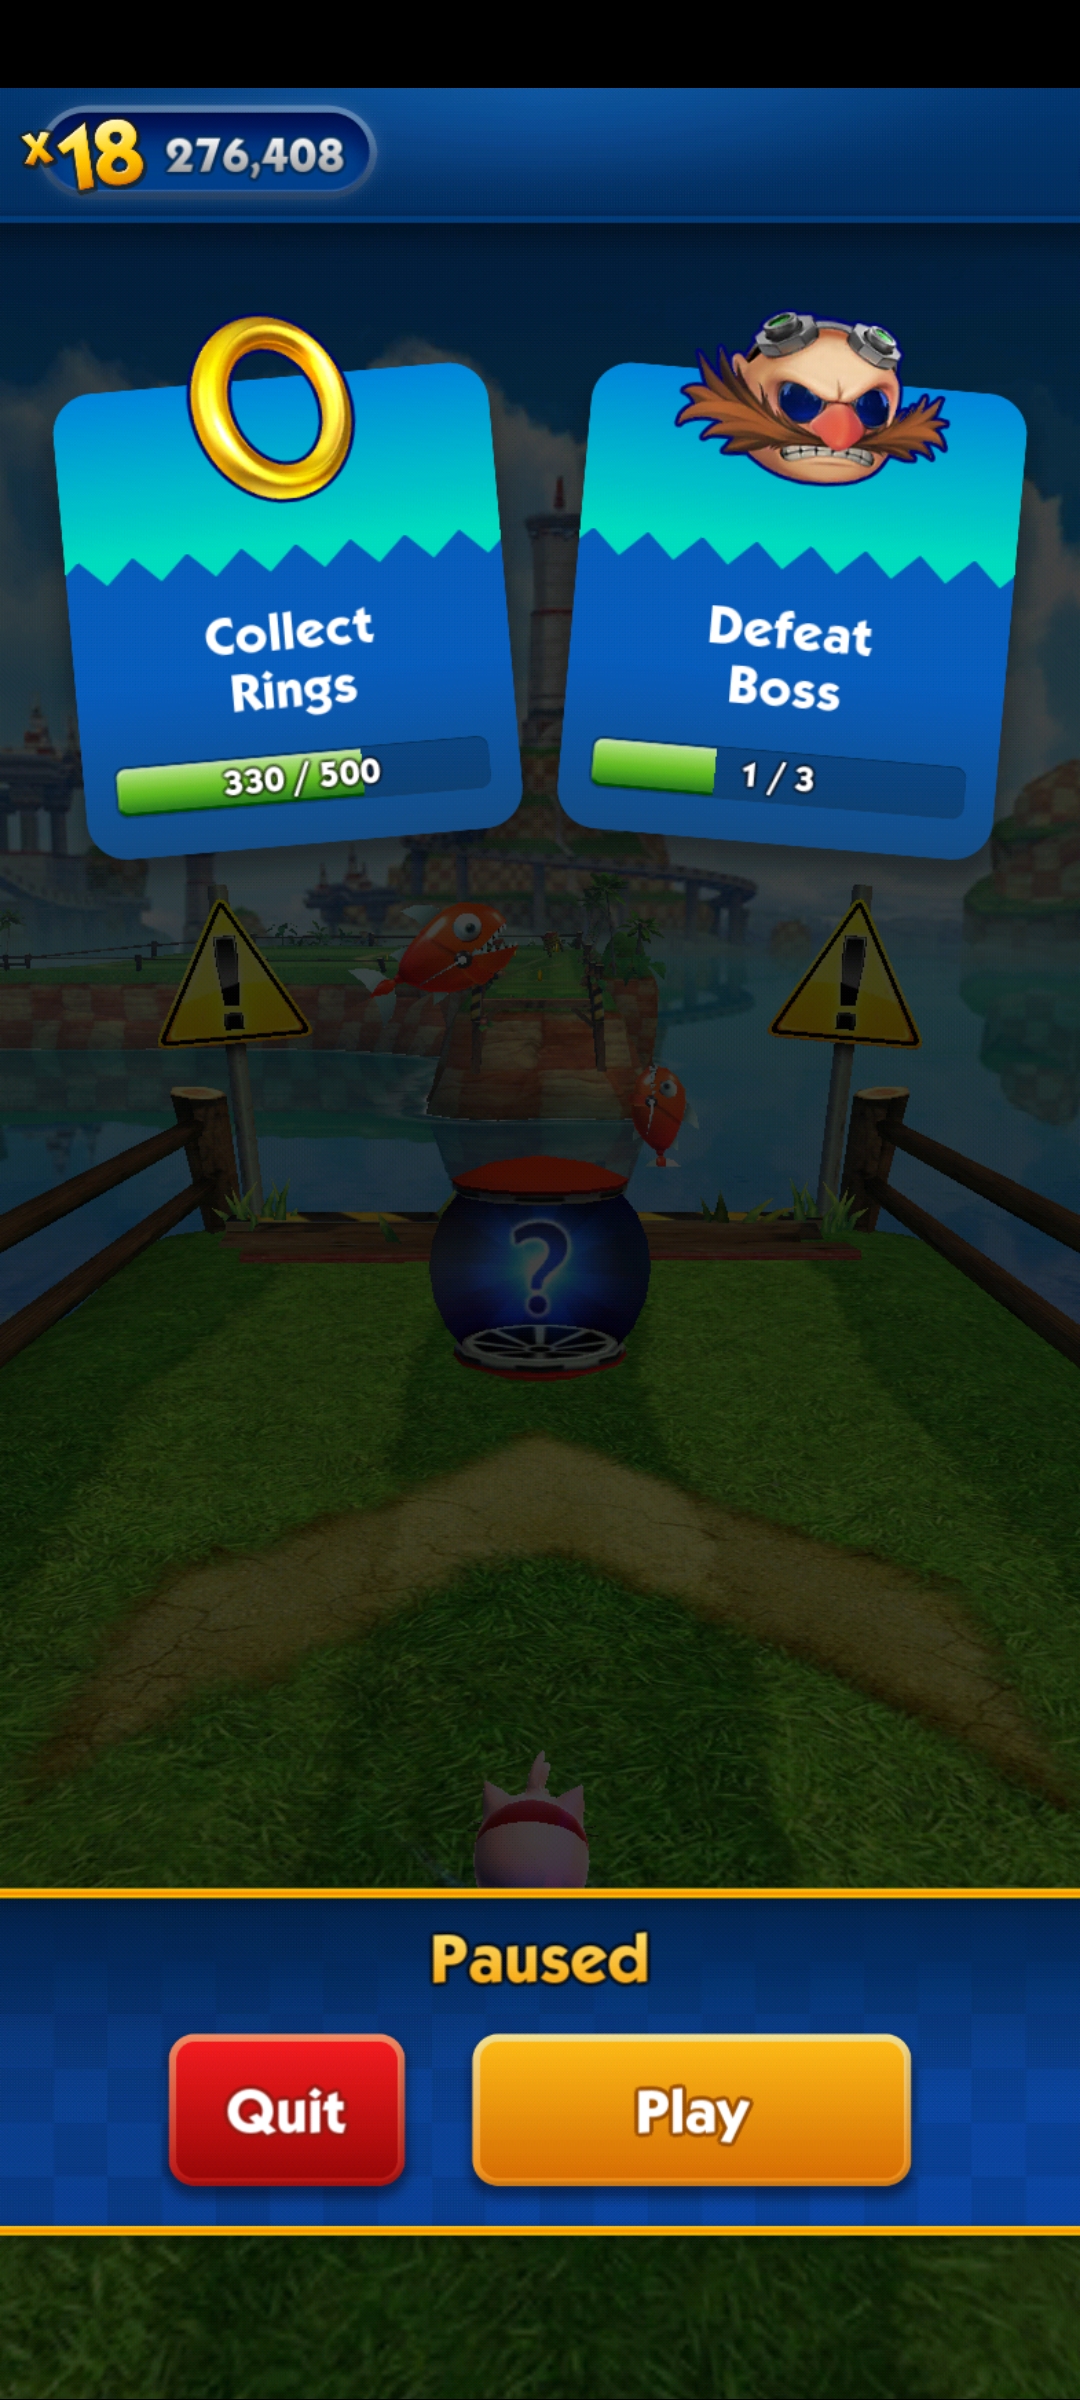 x18 276,408
Collect
Rings
330 / 500
Defeat
Boss
1 / 3
?
Paused
Quit
Play